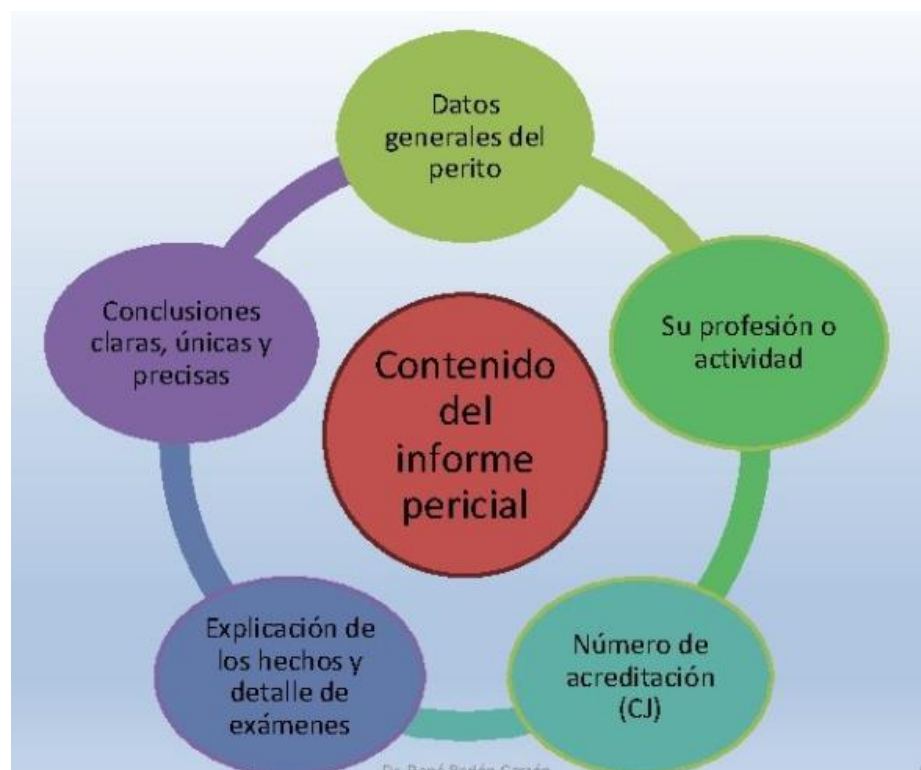 Datos
generales del
perito
Su profesión o
actividad
Número de
acreditación
(CJ)
Explicación de
los hechos y
detalle de
exámenes
Conclusiones
claras, únicas y
precisas
Contenido
del
informe
pericial